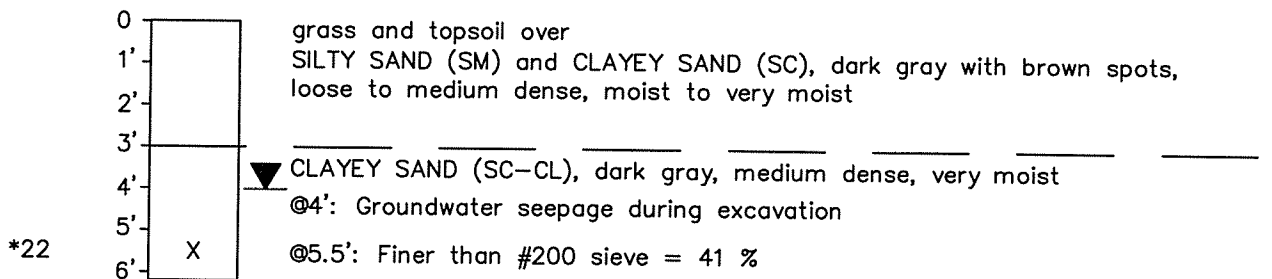 0
grass and topsoil over
1'
SILTY SAND (SM) and CLAYEY SAND (SC), dark gray with brown spots,
loose to medium dense, moist to very moist
2'
3'
CLAYEY SAND (SC-CL), dark gray, medium dense, very moist
4'
@4': Groundwater seepage during excavation
5'
*22 X @5.5': Finer than #200 sieve = 41 %
6'